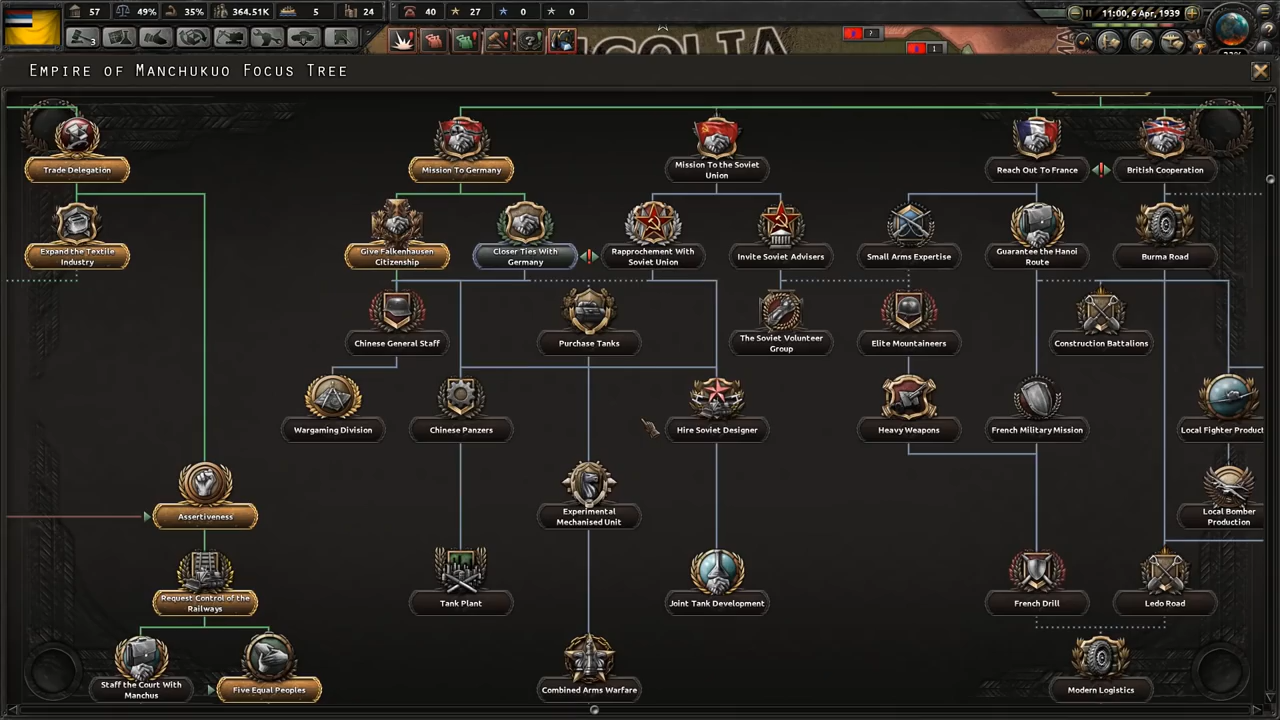 57
49%
35%
364.51K
5
24
40
27
0
0
11:00, 6 Apr, 1939
3
?
1
Empire of Manchukuo Focus Tree
Trade Delegation
Mission To Germany
Mission To the Soviet
Union
Reach Out To France
British Cooperation
Expand the Textile
Industry
Give Falkenhausen
Citizenship
Closer Ties With
Germany
Rapprochement With
Soviet Union
Invite Soviet Advisers
Small Arms Expertise
Guarantee the Hanoi
Route
Burma Road
Chinese General Staff
Purchase Tanks
The Soviet Volunteer
Group
Elite Mountaineers
Construction Battalions
Wargaming Division
Chinese Panzers
Hire Soviet Designer
Heavy Weapons
French Military Mission
Local Fighter Product
Assertiveness
Experimental
Mechanised Unit
Local Bomber
Production
Request Control of the
Railways
Tank Plant
Joint Tank Development
French Drill
Ledo Road
Staff the Court With
Manchus
Five Equal Peoples
Combined Arms Warfare
Modern Logistics